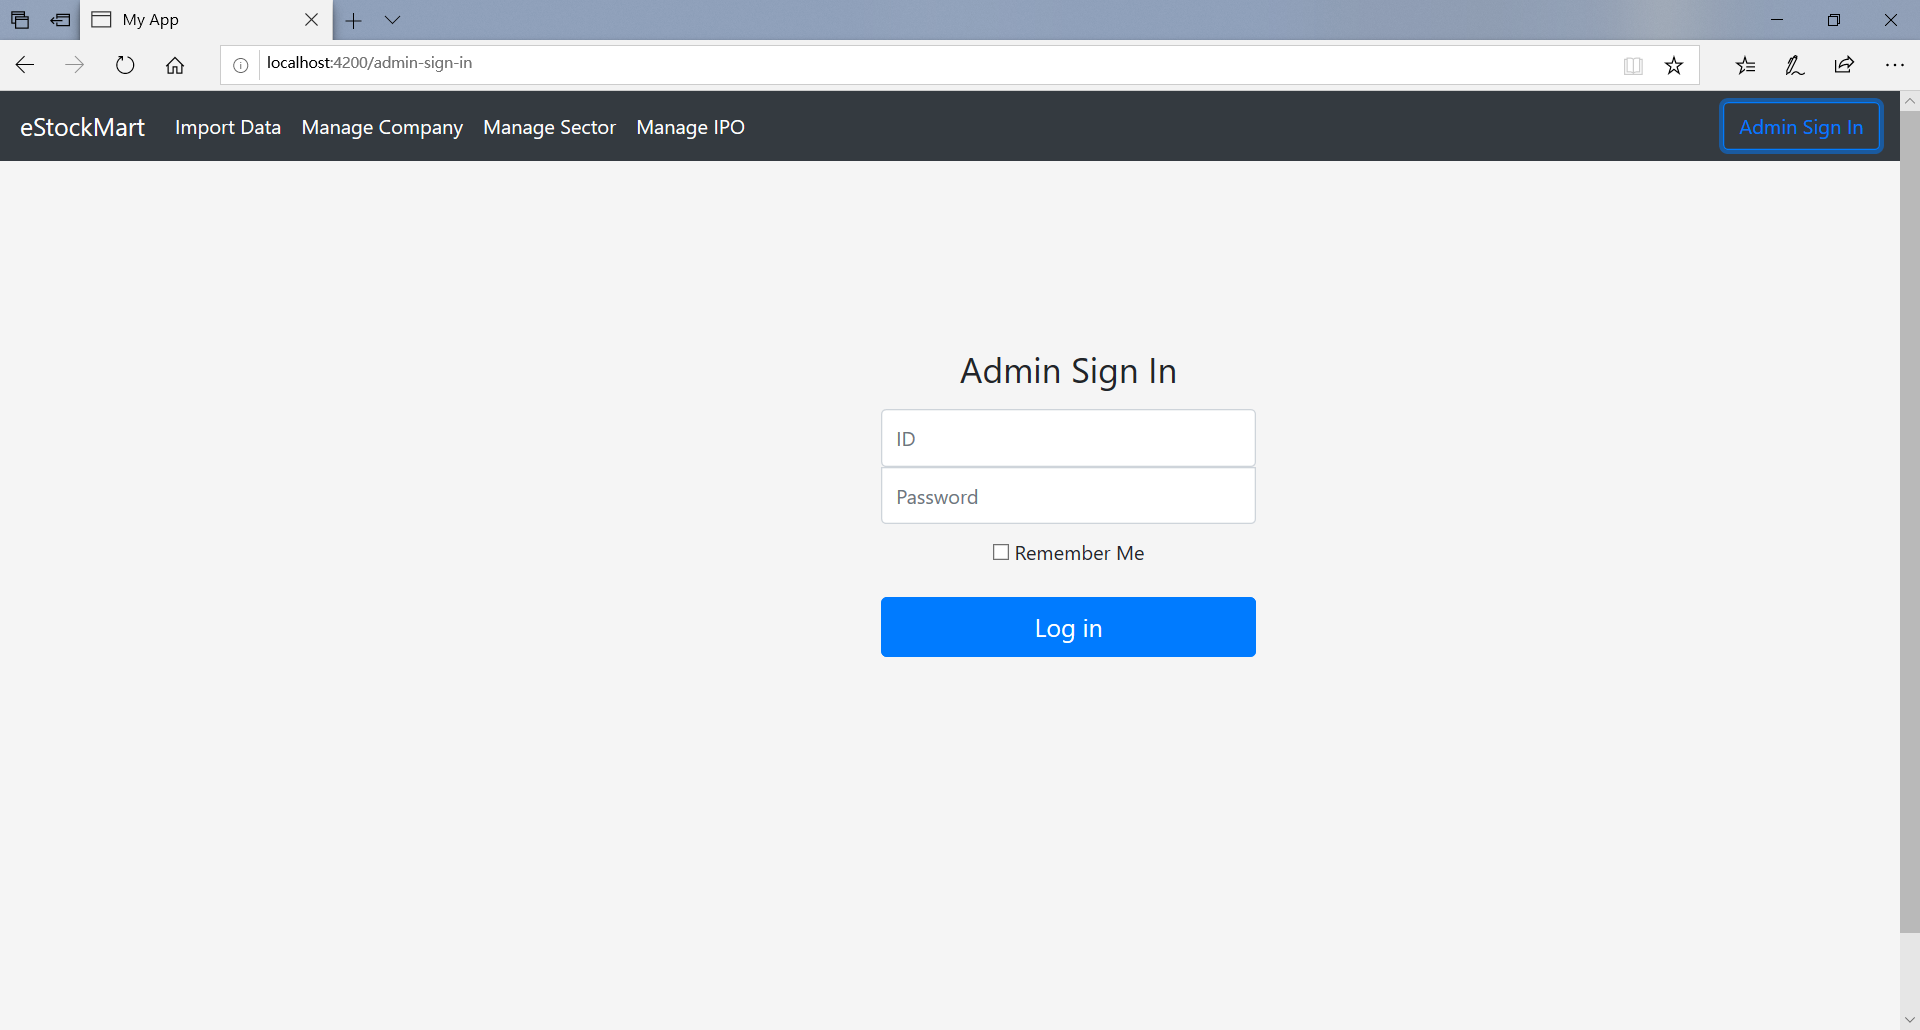 My App
localhost:4200/admin-sign-in
eStockMart Import Data Manage Company Manage Sector Manage IPO Admin Sign In
Admin Sign In
ID
Password
Remember Me
Log in